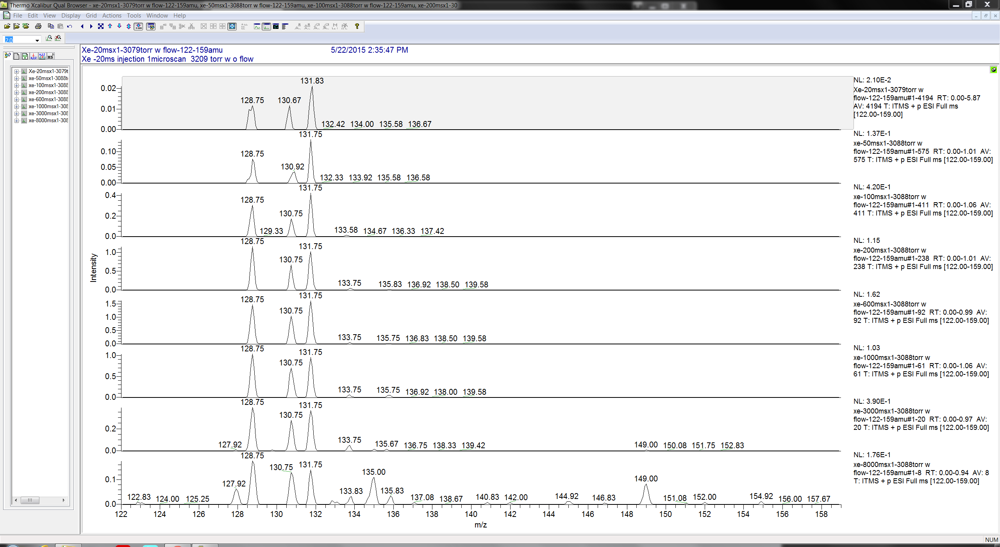 Thermo Xcalibur Qual Browser - xe-20msx1-3079torr w flow-122-159amu, xe-50msx1-3088torr w flow-122-159amu, xe-100msx1-3088torr w flow-122-159amu, xe-200msx1-30
File Edit View Display Grid Actions Tools Window Help
2.0
Xe-20msx1-3079t
xe-50msx1-3088t
xe-100msx1-3088
xe-200msx1-3088
xe-600msx1-3088
xe-1000msx1-308
xe-3000msx1-308
xe-8000msx1-308
Xe-20msx1-3079torr w flow-122-159amu 5/22/2015 2:35:47 PM
Xe -20ms injection 1microscan 3209 torr w o flow
Intensity
0.02
0.01
0.00
128.75 130.67 131.83 132.42 134.00 135.58 136.67
NL: 2.10E-2
Xe-20msx1-3079torr w
flow-122-159amu#1-4194 RT: 0.00-5.87
AV: 4194 T: ITMS + p ESI Full ms
[122.00-159.00]
0.10
0.05
0.00
128.75 130.92 131.75 132.33 133.92 135.58 136.58
NL: 1.37E-1
xe-50msx1-3088torr w
flow-122-159amu#1-575 RT: 0.00-1.01 AV:
575 T: ITMS + p ESI Full ms [122.00-159.00]
0.4
0.2
0.0
128.75 129.33 130.75 131.75 133.58 134.67 136.33 137.42
NL: 4.20E-1
xe-100msx1-3088torr w
flow-122-159amu#1-411 RT: 0.00-1.06 AV:
411 T: ITMS + p ESI Full ms [122.00-159.00]
1.0
0.5
0.0
128.75 130.75 131.75 133.75 135.83 136.92 138.50 139.58
NL: 1.15
xe-200msx1-3088torr w
flow-122-159amu#1-238 RT: 0.00-1.01 AV:
238 T: ITMS + p ESI Full ms [122.00-159.00]
1.5
1.0
0.5
0.0
128.75 130.75 131.75 133.75 135.75 136.83 138.50 139.58
NL: 1.62
xe-600msx1-3088torr w
flow-122-159amu#1-92 RT: 0.00-0.99 AV:
92 T: ITMS + p ESI Full ms [122.00-159.00]
1.0
0.5
0.0
128.75 130.75 131.75 133.75 135.75 136.92 138.00 139.58
NL: 1.03
xe-1000msx1-3088torr w
flow-122-159amu#1-61 RT: 0.00-1.06 AV:
61 T: ITMS + p ESI Full ms [122.00-159.00]
0.2
0.0
127.92 128.75 130.75 131.75 133.75 135.67 136.75 138.33 139.42 149.00 150.08 151.75 152.83
NL: 3.90E-1
xe-3000msx1-3088torr w
flow-122-159amu#1-20 RT: 0.00-0.97 AV:
20 T: ITMS + p ESI Full ms [122.00-159.00]
0.1
0.0
122.83 124.00 125.25 127.92 128.75 130.75 131.75 133.83 135.00 135.83 137.08 138.67 140.83 142.00 144.92 146.83 149.00 151.08 152.00 154.92 156.00 157.67
NL: 1.76E-1
xe-8000msx1-3088torr w
flow-122-159amu#1-8 RT: 0.00-0.94 AV: 8
T: ITMS + p ESI Full ms [122.00-159.00]
122 124 126 128 130 132 134 136 138 140 142 144 146 148 150 152 154 156 158
m/z
NUM